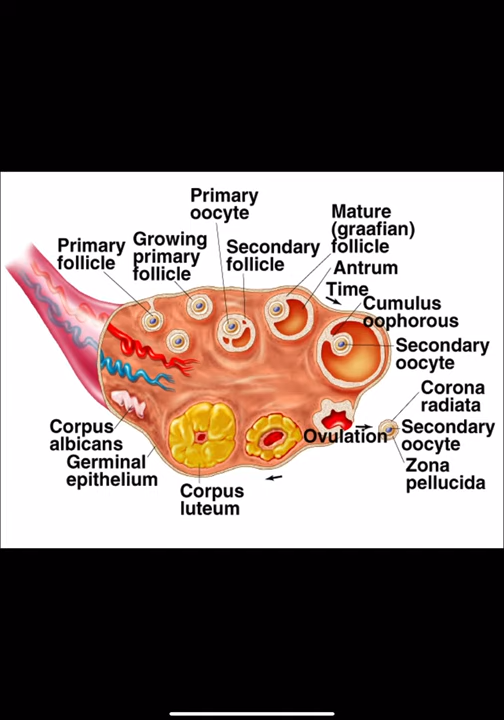 Primary
oocyte
Mature
(graafian)
follicle
Growing
primary
follicle
Primary
follicle
Secondary
follicle
Antrum
Time
Cumulus
oophorous
Secondary
oocyte
Corona
radiata
Ovulation
Secondary
oocyte
Zona
pellucida
Corpus
albicans
Germinal
epithelium
Corpus
luteum